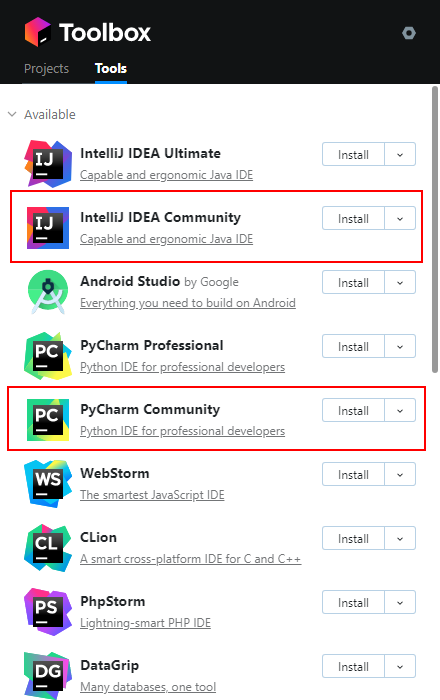 Toolbox
Projects Tools
Available
IJ IntelliJ IDEA Ultimate Install
Capable and ergonomic Java IDE
IJ IntelliJ IDEA Community Install
Capable and ergonomic Java IDE
Android Studio by Google Install
Everything you need to build on Android
PC PyCharm Professional Install
Python IDE for professional developers
PC PyCharm Community Install
Python IDE for professional developers
WS WebStorm Install
The smartest JavaScript IDE
CL CLion Install
A smart cross-platform IDE for C and C++
PS PhpStorm Install
Lightning-smart PHP IDE
DG DataGrip Install
Many databases, one tool